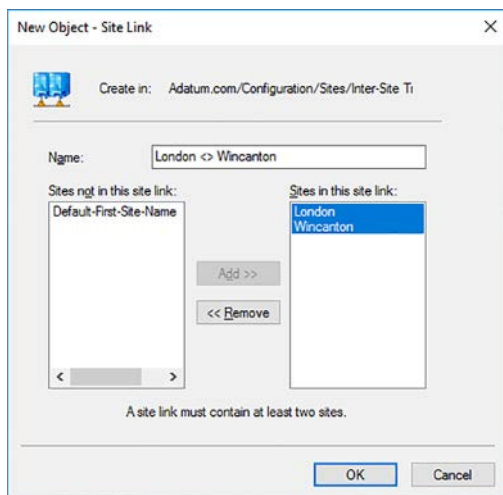 New Object - Site Link
Create in: Adatum.com/Configuration/Sites/Inter-Site
Name: London <> Wincanton
Sites not in this site link:
Default-First-Site-Name
Add >>
<< Remove
Sites in this site link:
London
Wincanton
A site link must contain at least two sites.
OK
Cancel